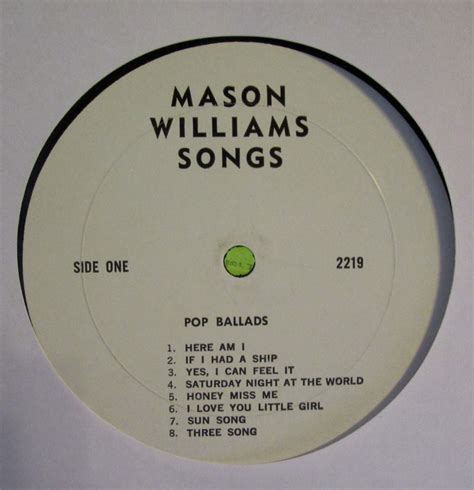 MASON
WILLIAMS
SONGS
SIDE ONE 2219
POP BALLADS
1. HERE AM I
2. IF I HAD A SHIP
3. YES, I CAN FEEL IT
4. SATURDAY NIGHT AT THE WORLD
5. HONEY MISS ME
6. I LOVE YOU LITTLE GIRL
7. SUN SONG
8. THREE SONG